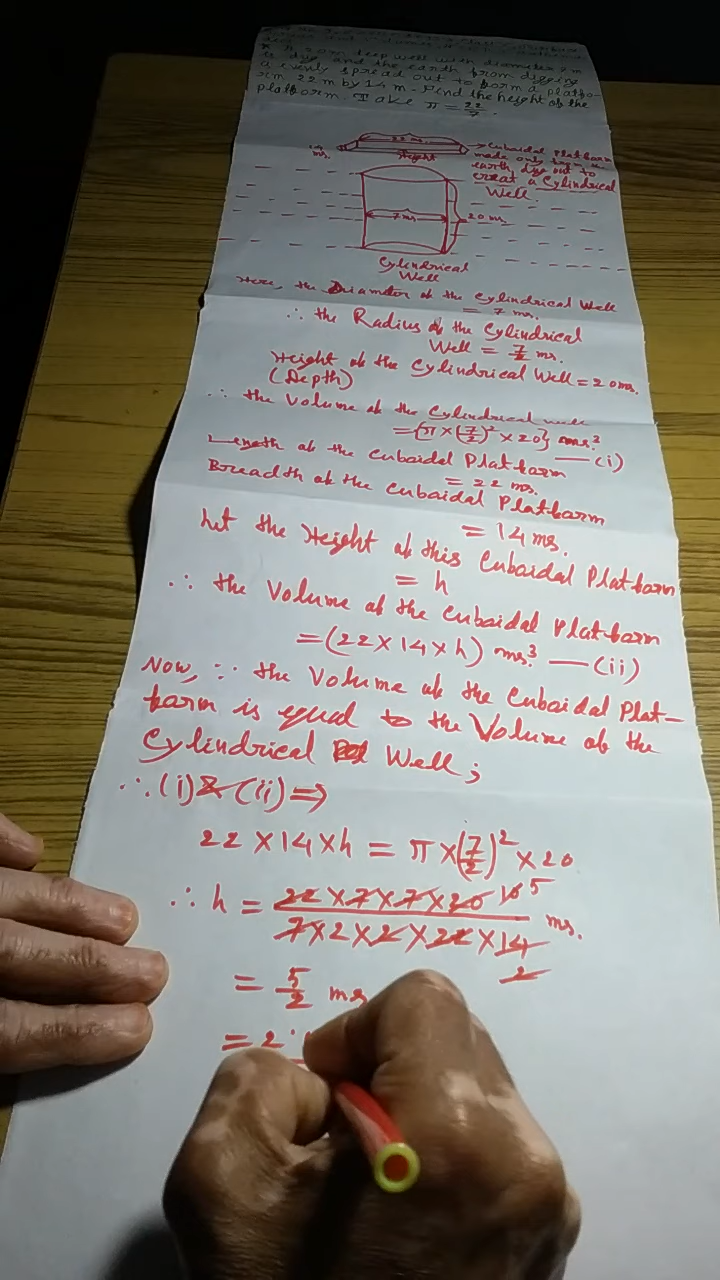 * A 20m deep well with diameter 7m
is dug and the earth from digging
is evenly spread out to form a platfo-
rm 22m by 14m. Find the height of the
platform. Take π = 22/7.
22 ms.
14 ms.
Height
Cuboidal Platform
made only from
earth dug out to
creat a Cylindrical
Well.
7 ms.
20 ms.
Cylindrical
Well
Here, the Diameter of the Cylindrical Well
= 7 ms.
∴ the Radius of the Cylindrical
Well = 7/2 ms.
Height of the Cylindrical Well = 20 ms.
(Depth)
∴ the Volume of the Cylindrical Well
= {π × (7/2)² × 20} ms.³ — (i)
Length of the Cuboidal Platform
= 22 ms.
Breadth of the Cuboidal Platform
= 14 ms.
Let the Height of this Cuboidal Platform
= h
∴ the Volume of the Cuboidal Platform
= (22 × 14 × h) ms.³ — (ii)
Now, ∵ the Volume of the Cuboidal Plat-
form is equal to the Volume of the
Cylindrical Well;
∴ (i) & (ii) ⇒
22 × 14 × h = π × (7/2)² × 20
∴ h = 22 × 7 × 7 × 20 10 5 / 7 × 2 × 2 × 22 × 14 2 ms.
= 5/2 ms
= 2.